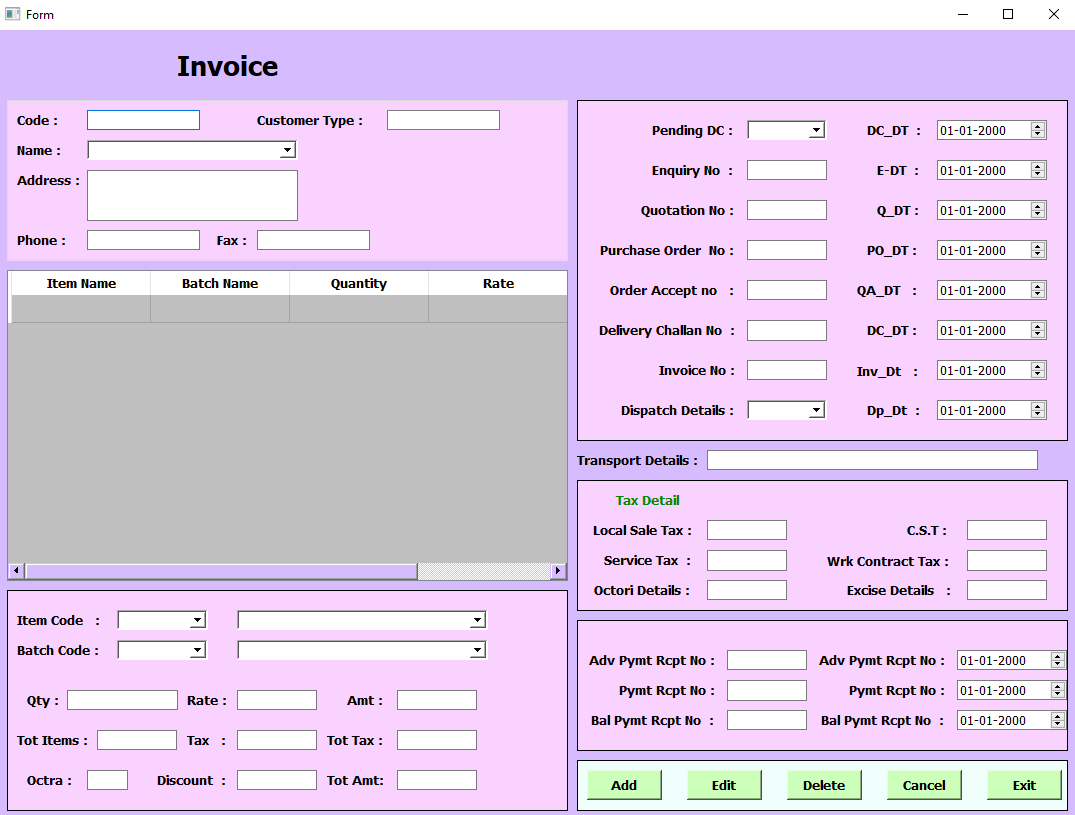 Form
Invoice
Code :
Customer Type :
Name :
Address :
Phone :
Fax :
Item Name Batch Name Quantity Rate
Item Code :
Batch Code :
Qty : Rate : Amt :
Tot Items : Tax : Tot Tax :
Octra : Discount : Tot Amt:
Pending DC : DC_DT : 01-01-2000
Enquiry No : E-DT : 01-01-2000
Quotation No : Q_DT : 01-01-2000
Purchase Order No : PO_DT : 01-01-2000
Order Accept no : QA_DT : 01-01-2000
Delivery Challan No : DC_DT : 01-01-2000
Invoice No : Inv_Dt : 01-01-2000
Dispatch Details : Dp_Dt : 01-01-2000
Transport Details :
Tax Detail
Local Sale Tax : C.S.T :
Service Tax : Wrk Contract Tax :
Octori Details : Excise Details :
Adv Pymt Rcpt No : Adv Pymt Rcpt No : 01-01-2000
Pymt Rcpt No : Pymt Rcpt No : 01-01-2000
Bal Pymt Rcpt No : Bal Pymt Rcpt No : 01-01-2000
Add Edit Delete Cancel Exit